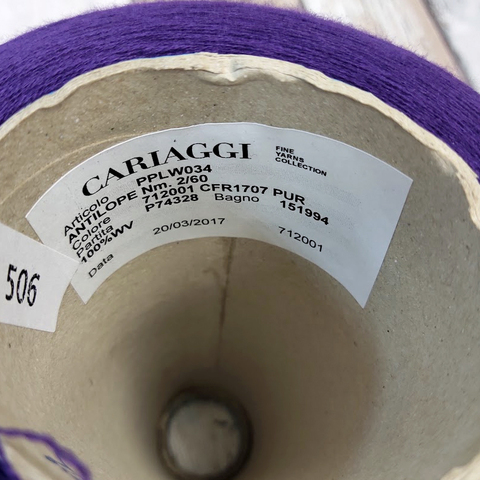 CARIAGGI
FINE
YARNS
COLLECTION
Articolo PPLW034
ANTILOPE Nm. 2/60
Colore 712001 CFR1707 PUR
Partita P74328 Bagno 151994
100%WV
Data 20/03/2017 712001
506